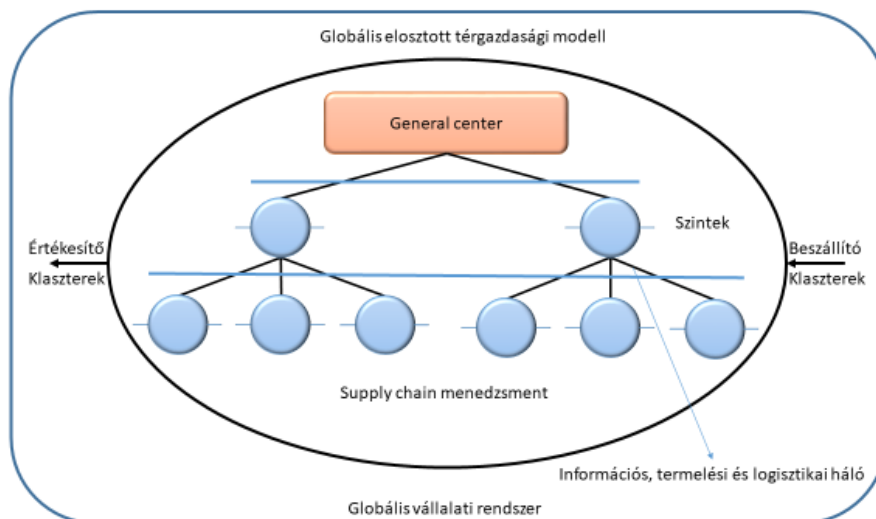 Globális elosztott térgazdasági modell
General center
Szintek
Értékesítő
Klaszterek
Beszállító
Klaszterek
Supply chain menedzsment
Információs, termelési és logisztikai háló
Globális vállalati rendszer